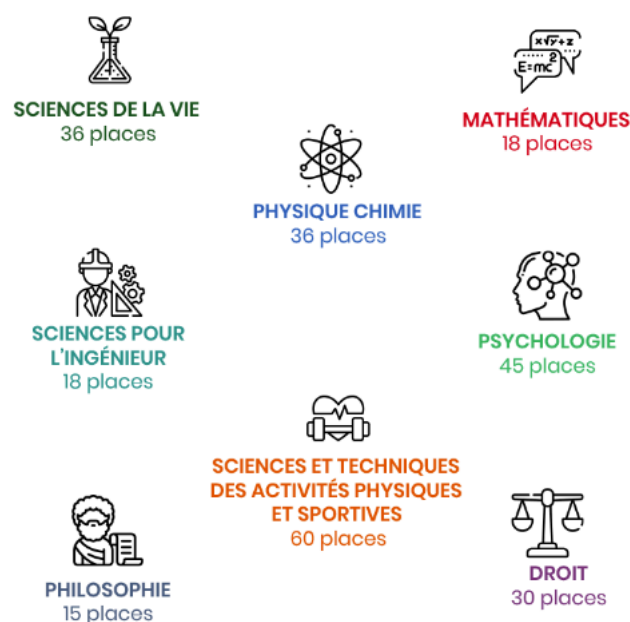 SCIENCES DE LA VIE
36 places
x√y+z
E=mc²
MATHÉMATIQUES
18 places
PHYSIQUE CHIMIE
36 places
SCIENCES POUR
L'INGÉNIEUR
18 places
PSYCHOLOGIE
45 places
SCIENCES ET TECHNIQUES
DES ACTIVITÉS PHYSIQUES
ET SPORTIVES
60 places
PHILOSOPHIE
15 places
DROIT
30 places